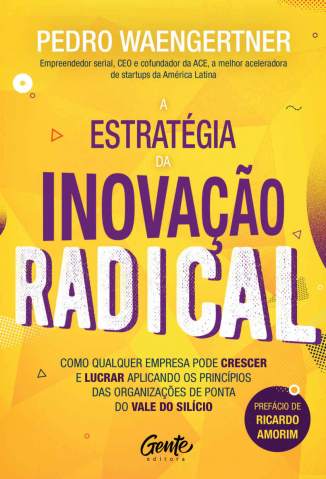 PEDRO WAENGERTNER
Empreendedor serial, CEO e cofundador da ACE, a melhor aceleradora
de startups da América Latina
A
ESTRATÉGIA
DA
INOVAÇÃO
RADICAL
COMO QUALQUER EMPRESA PODE CRESCER
E LUCRAR APLICANDO OS PRINCÍPIOS
DAS ORGANIZAÇÕES DE PONTA
DO VALE DO SILÍCIO
PREFÁCIO DE
RICARDO
AMORIM
Gente
editora